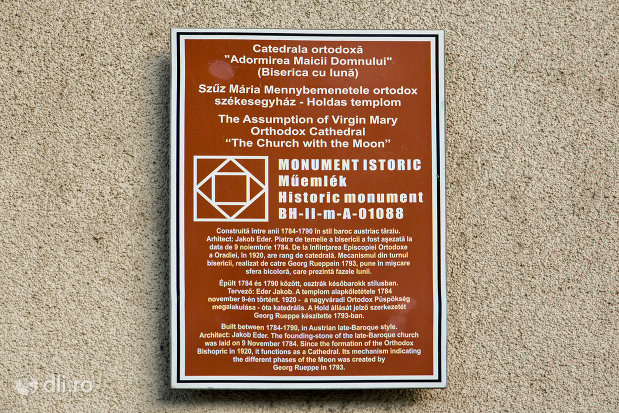 Catedrala ortodoxă
"Adormirea Maicii Domnului"
(Biserica cu lună)
Szűz Mária Mennybemenetele ortodox
székesegyház - Holdas templom
The Assumption of Virgin Mary
Orthodox Cathedral
“The Church with the Moon”
MONUMENT ISTORIC
Műemlék
Historic monument
BH-II-m-A-01088
Construită între anii 1784-1790 în stil baroc austriac târziu.
Arhitect: Jakob Eder. Piatra de temelie a bisericii a fost așezată la
data de 9 noiembrie 1784. De la înființarea Episcopiei Ortodoxe
a Oradiei, în 1920, are rang de catedrală. Mecanismul din turnul
bisericii, realizat de catre Georg Rueppeîn 1793, pune în mișcare
sfera bicoloră, care prezintă fazele lunii.
Épült 1784 és 1790 között, osztrák későbarokk stílusban.
Tervező: Eder Jakob. A templom alapkőletétele 1784
november 9-én történt. 1920 - a nagyváradi Ortodox Püspökség
megalakulása - óta katedrális. A Hold állását jelző szerkezetét
Georg Rueppe készítette 1793-ban.
Built between 1784-1790, in Austrian late-Baroque style.
Architect: Jakob Eder. The founding-stone of the late-Baroque church
was laid on 9 November 1784. Since the formation of the Orthodox
Bishopric in 1920, it functions as a Cathedral. Its mechanism indicating
the different phases of the Moon was created by
Georg Rueppe in 1793.
dli.ro